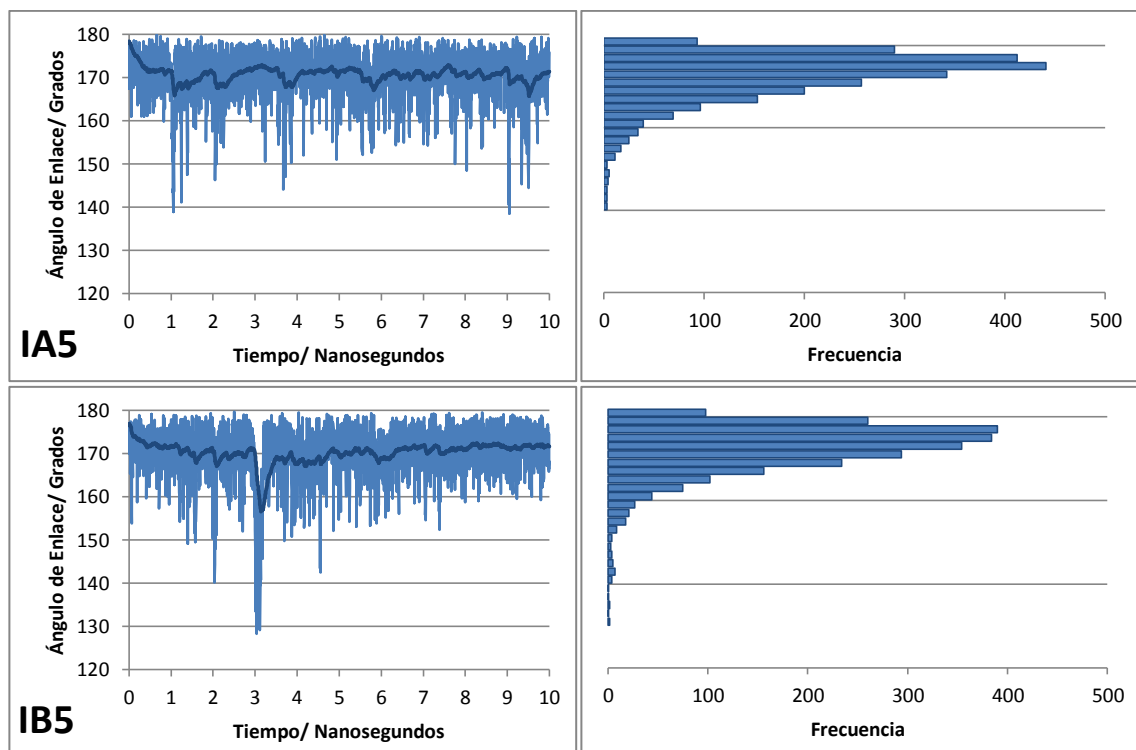 180
170
160
150
140
130
120
Ángulo de Enlace/ Grados
0 1 2 3 4 5 6 7 8 9 10
Tiempo/ Nanosegundos
IA5
0 100 200 300 400 500
Frecuencia
180
170
160
150
140
130
120
Ángulo de Enlace/ Grados
0 1 2 3 4 5 6 7 8 9 10
Tiempo/ Nanosegundos
IB5
0 100 200 300 400 500
Frecuencia